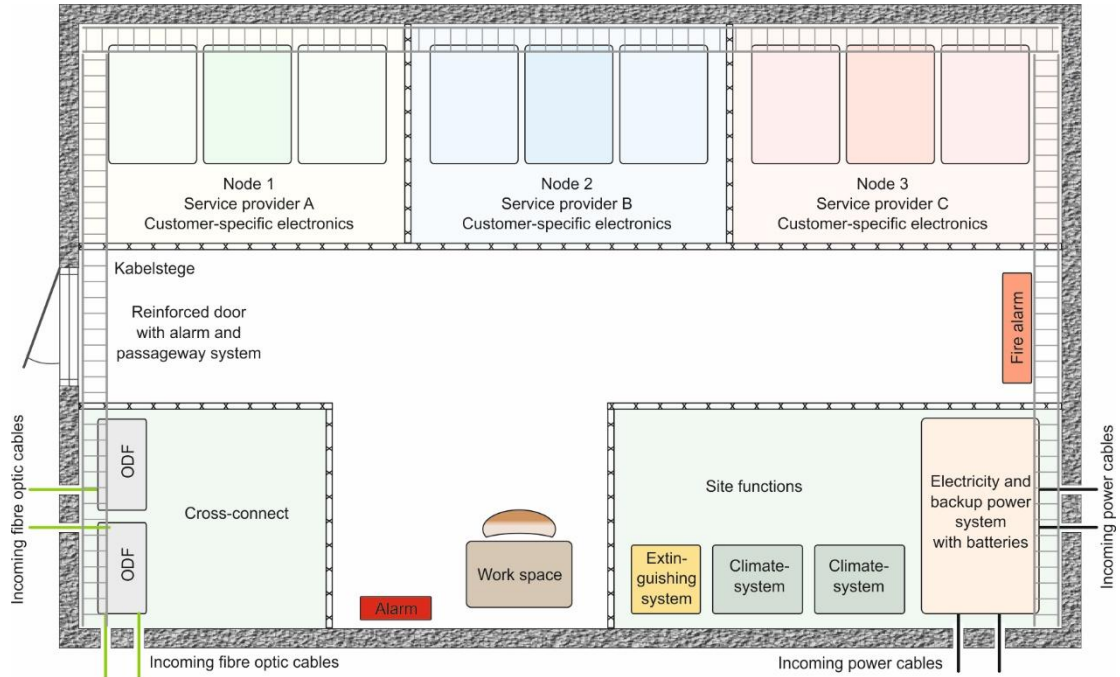 Node 1
Service provider A
Customer-specific electronics
Node 2
Service provider B
Customer-specific electronics
Node 3
Service provider C
Customer-specific electronics
Kabelstege
Reinforced door
with alarm and
passageway system
Fire alarm
Incoming fibre optic cables
ODF
ODF
Cross-connect
Work space
Alarm
Site functions
Extin-
guishing
system
Climate-
system
Climate-
system
Electricity and
backup power
system
with batteries
Incoming power cables
Incoming fibre optic cables
Incoming power cables